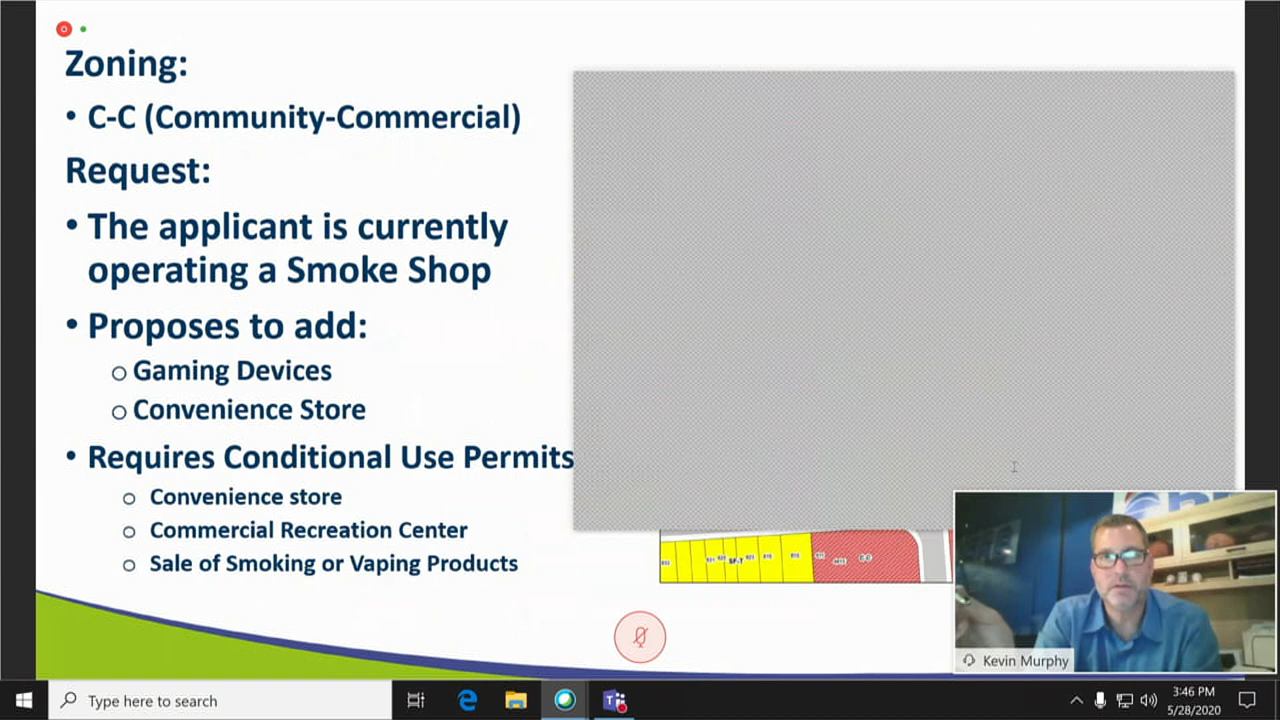 Zoning:
• C-C (Community-Commercial)
Request:
• The applicant is currently
operating a Smoke Shop
• Proposes to add:
o Gaming Devices
o Convenience Store
• Requires Conditional Use Permits
o Convenience store
o Commercial Recreation Center
o Sale of Smoking or Vaping Products
SF-7
C-C
Kevin Murphy
Type here to search
3:46 PM
5/28/2020